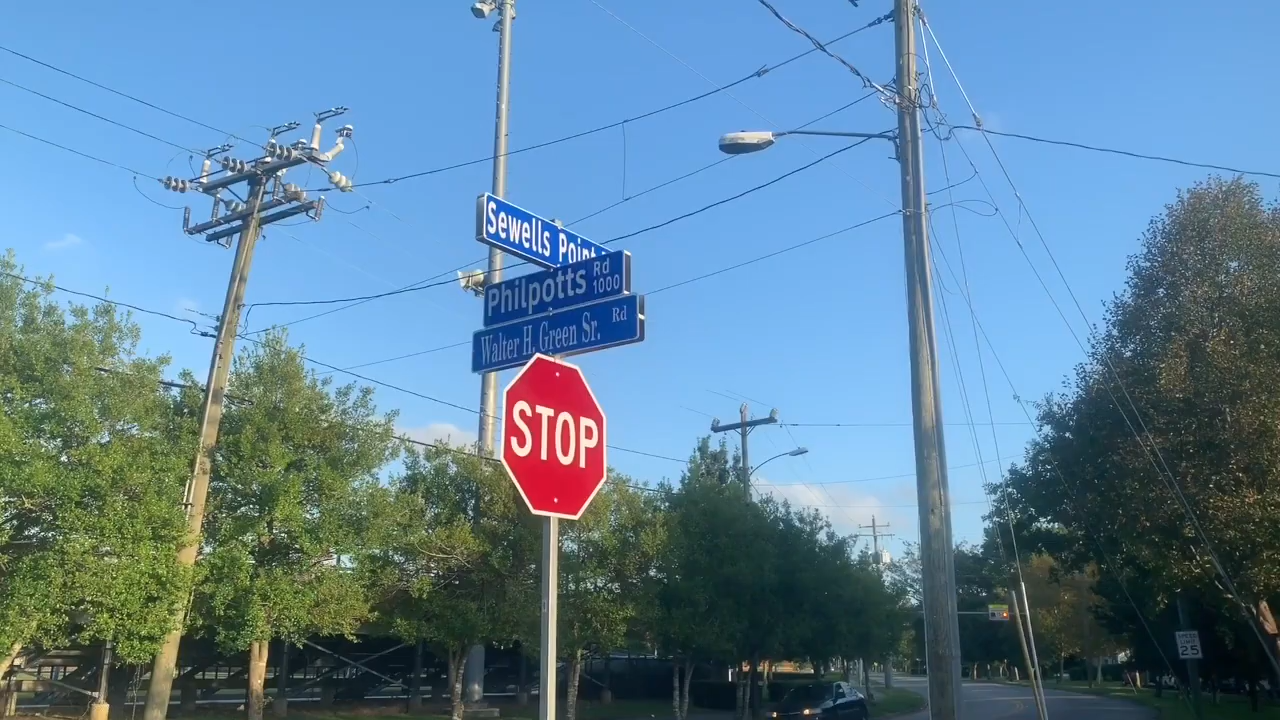 Sewells Point
Philpotts Rd 1000
Walter H. Green Sr. Rd
STOP
SPEED LIMIT 25